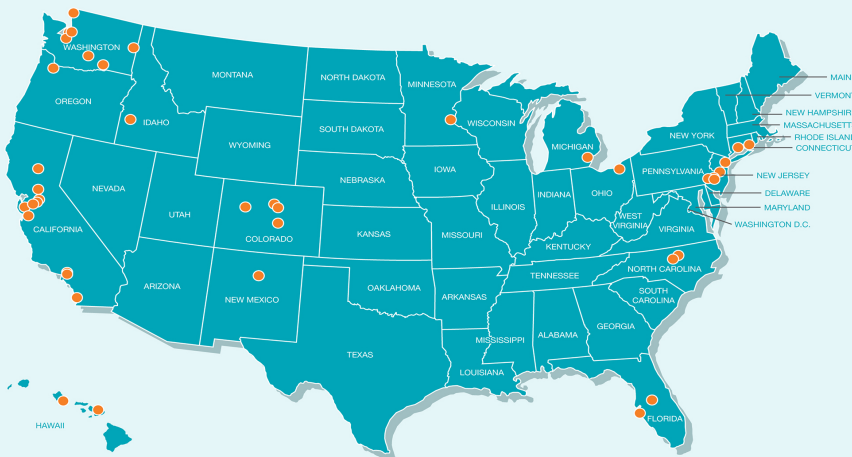 WASHINGTON
MONTANA
NORTH DAKOTA
MINNESOTA
MAIN
VERMONT
OREGON
IDAHO
SOUTH DAKOTA
WISCONSIN
NEW HAMPSHIR
MASSACHUSETT
NEW YORK
RHODE ISLAN
WYOMING
MICHIGAN
CONNECTICU
IOWA
PENNSYLVANIA
NEW JERSEY
NEVADA
NEBRASKA
OHIO
DELAWARE
UTAH
ILLINOIS
INDIANA
MARYLAND
WEST
VIRGINIA
WASHINGTON D.C.
CALIFORNIA
COLORADO
KANSAS
MISSOURI
VIRGINIA
KENTUCKY
NORTH CAROLINA
TENNESSEE
ARIZONA
NEW MEXICO
OKLAHOMA
ARKANSAS
SOUTH
CAROLINA
GEORGIA
MISSISSIPPI
ALABAMA
TEXAS
LOUISIANA
FLORIDA
HAWAII